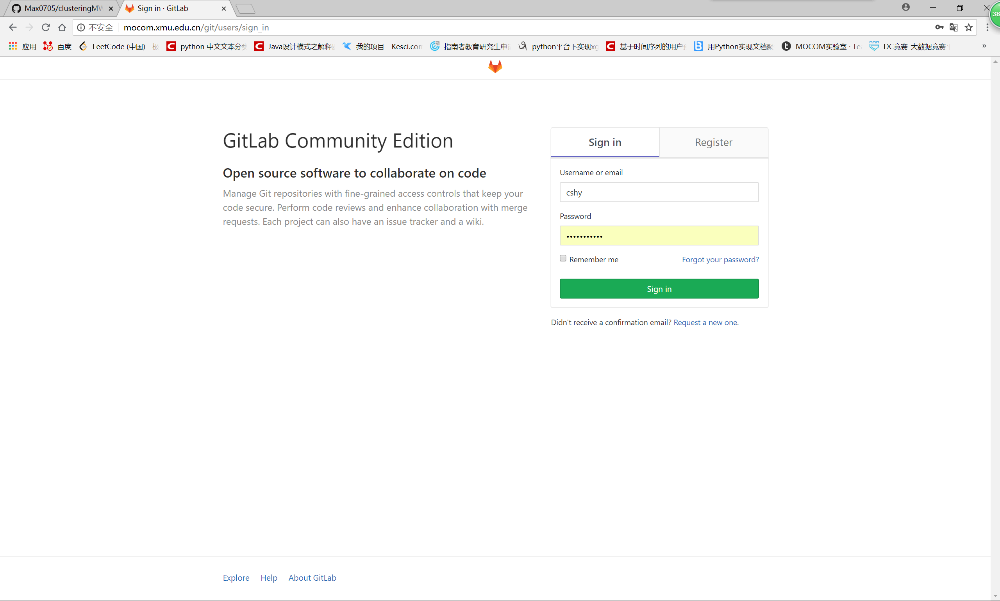 Max0705/clusteringMW
Sign in · GitLab
38
不安全
mocom.xmu.edu.cn/git/users/sign_in
应用
百度
LeetCode (中国) - 极
python 中文文本分类
Java设计模式之解释器
我的项目 - Kesci.com
指南者教育研究生申请
python平台下实现xg
基于时间序列的用户
用Python实现文档聚
MOCOM实验室 · Te
DC竞赛-大数据竞赛平
»
GitLab Community Edition
Open source software to collaborate on code
Manage Git repositories with fine-grained access controls that keep your
code secure. Perform code reviews and enhance collaboration with merge
requests. Each project can also have an issue tracker and a wiki.
Sign in
Register
Username or email
cshy
Password
•••••••••••
Remember me
Forgot your password?
Sign in
Didn't receive a confirmation email? Request a new one.
Explore
Help
About GitLab